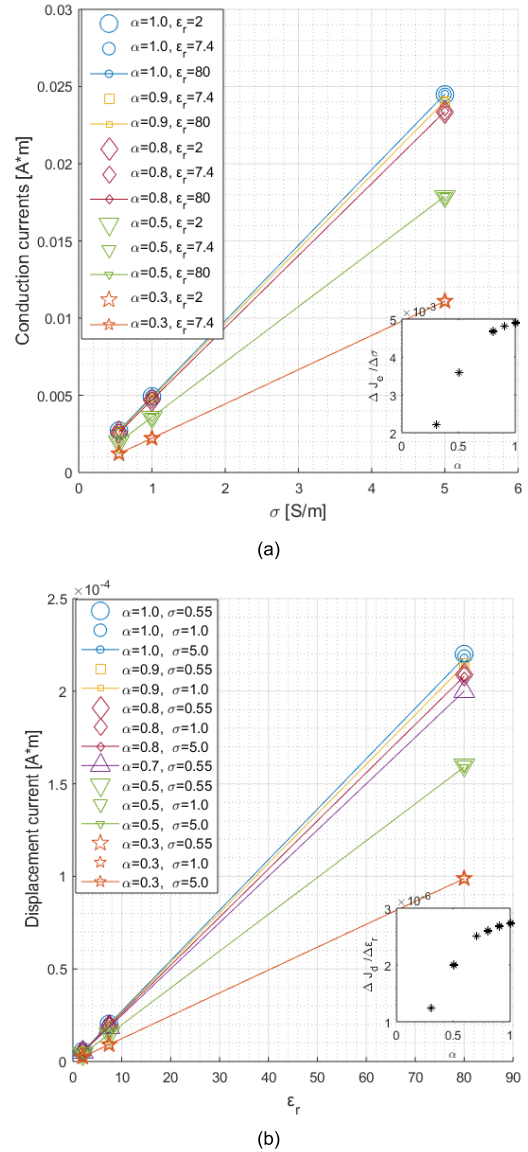 0.03
0.025
0.02
0.015
0.01
0.005
0
Conduction currents [A*m]
α=1.0, εr=2
α=1.0, εr=7.4
α=1.0, εr=80
α=0.9, εr=7.4
α=0.9, εr=80
α=0.8, εr=2
α=0.8, εr=7.4
α=0.8, εr=80
α=0.5, εr=2
α=0.5, εr=7.4
α=0.5, εr=80
α=0.3, εr=2
α=0.3, εr=7.4
×10-3
5
4
3
2
Δ Je/Δσ
0 0.5 1
α
0 1 2 3 4 5 6
σ [S/m]
(a)
×10-4
2.5
2
1.5
1
0.5
0
Displacement current [A*m]
α=1.0, σ=0.55
α=1.0, σ=1.0
α=1.0, σ=5.0
α=0.9, σ=0.55
α=0.9, σ=1.0
α=0.8, σ=0.55
α=0.8, σ=1.0
α=0.8, σ=5.0
α=0.7, σ=0.55
α=0.5, σ=0.55
α=0.5, σ=1.0
α=0.5, σ=5.0
α=0.3, σ=0.55
α=0.3, σ=1.0
α=0.3, σ=5.0
×10-6
3
2
1
Δ Jd/Δεr
0 0.5 1
α
0 10 20 30 40 50 60 70 80 90
εr
(b)